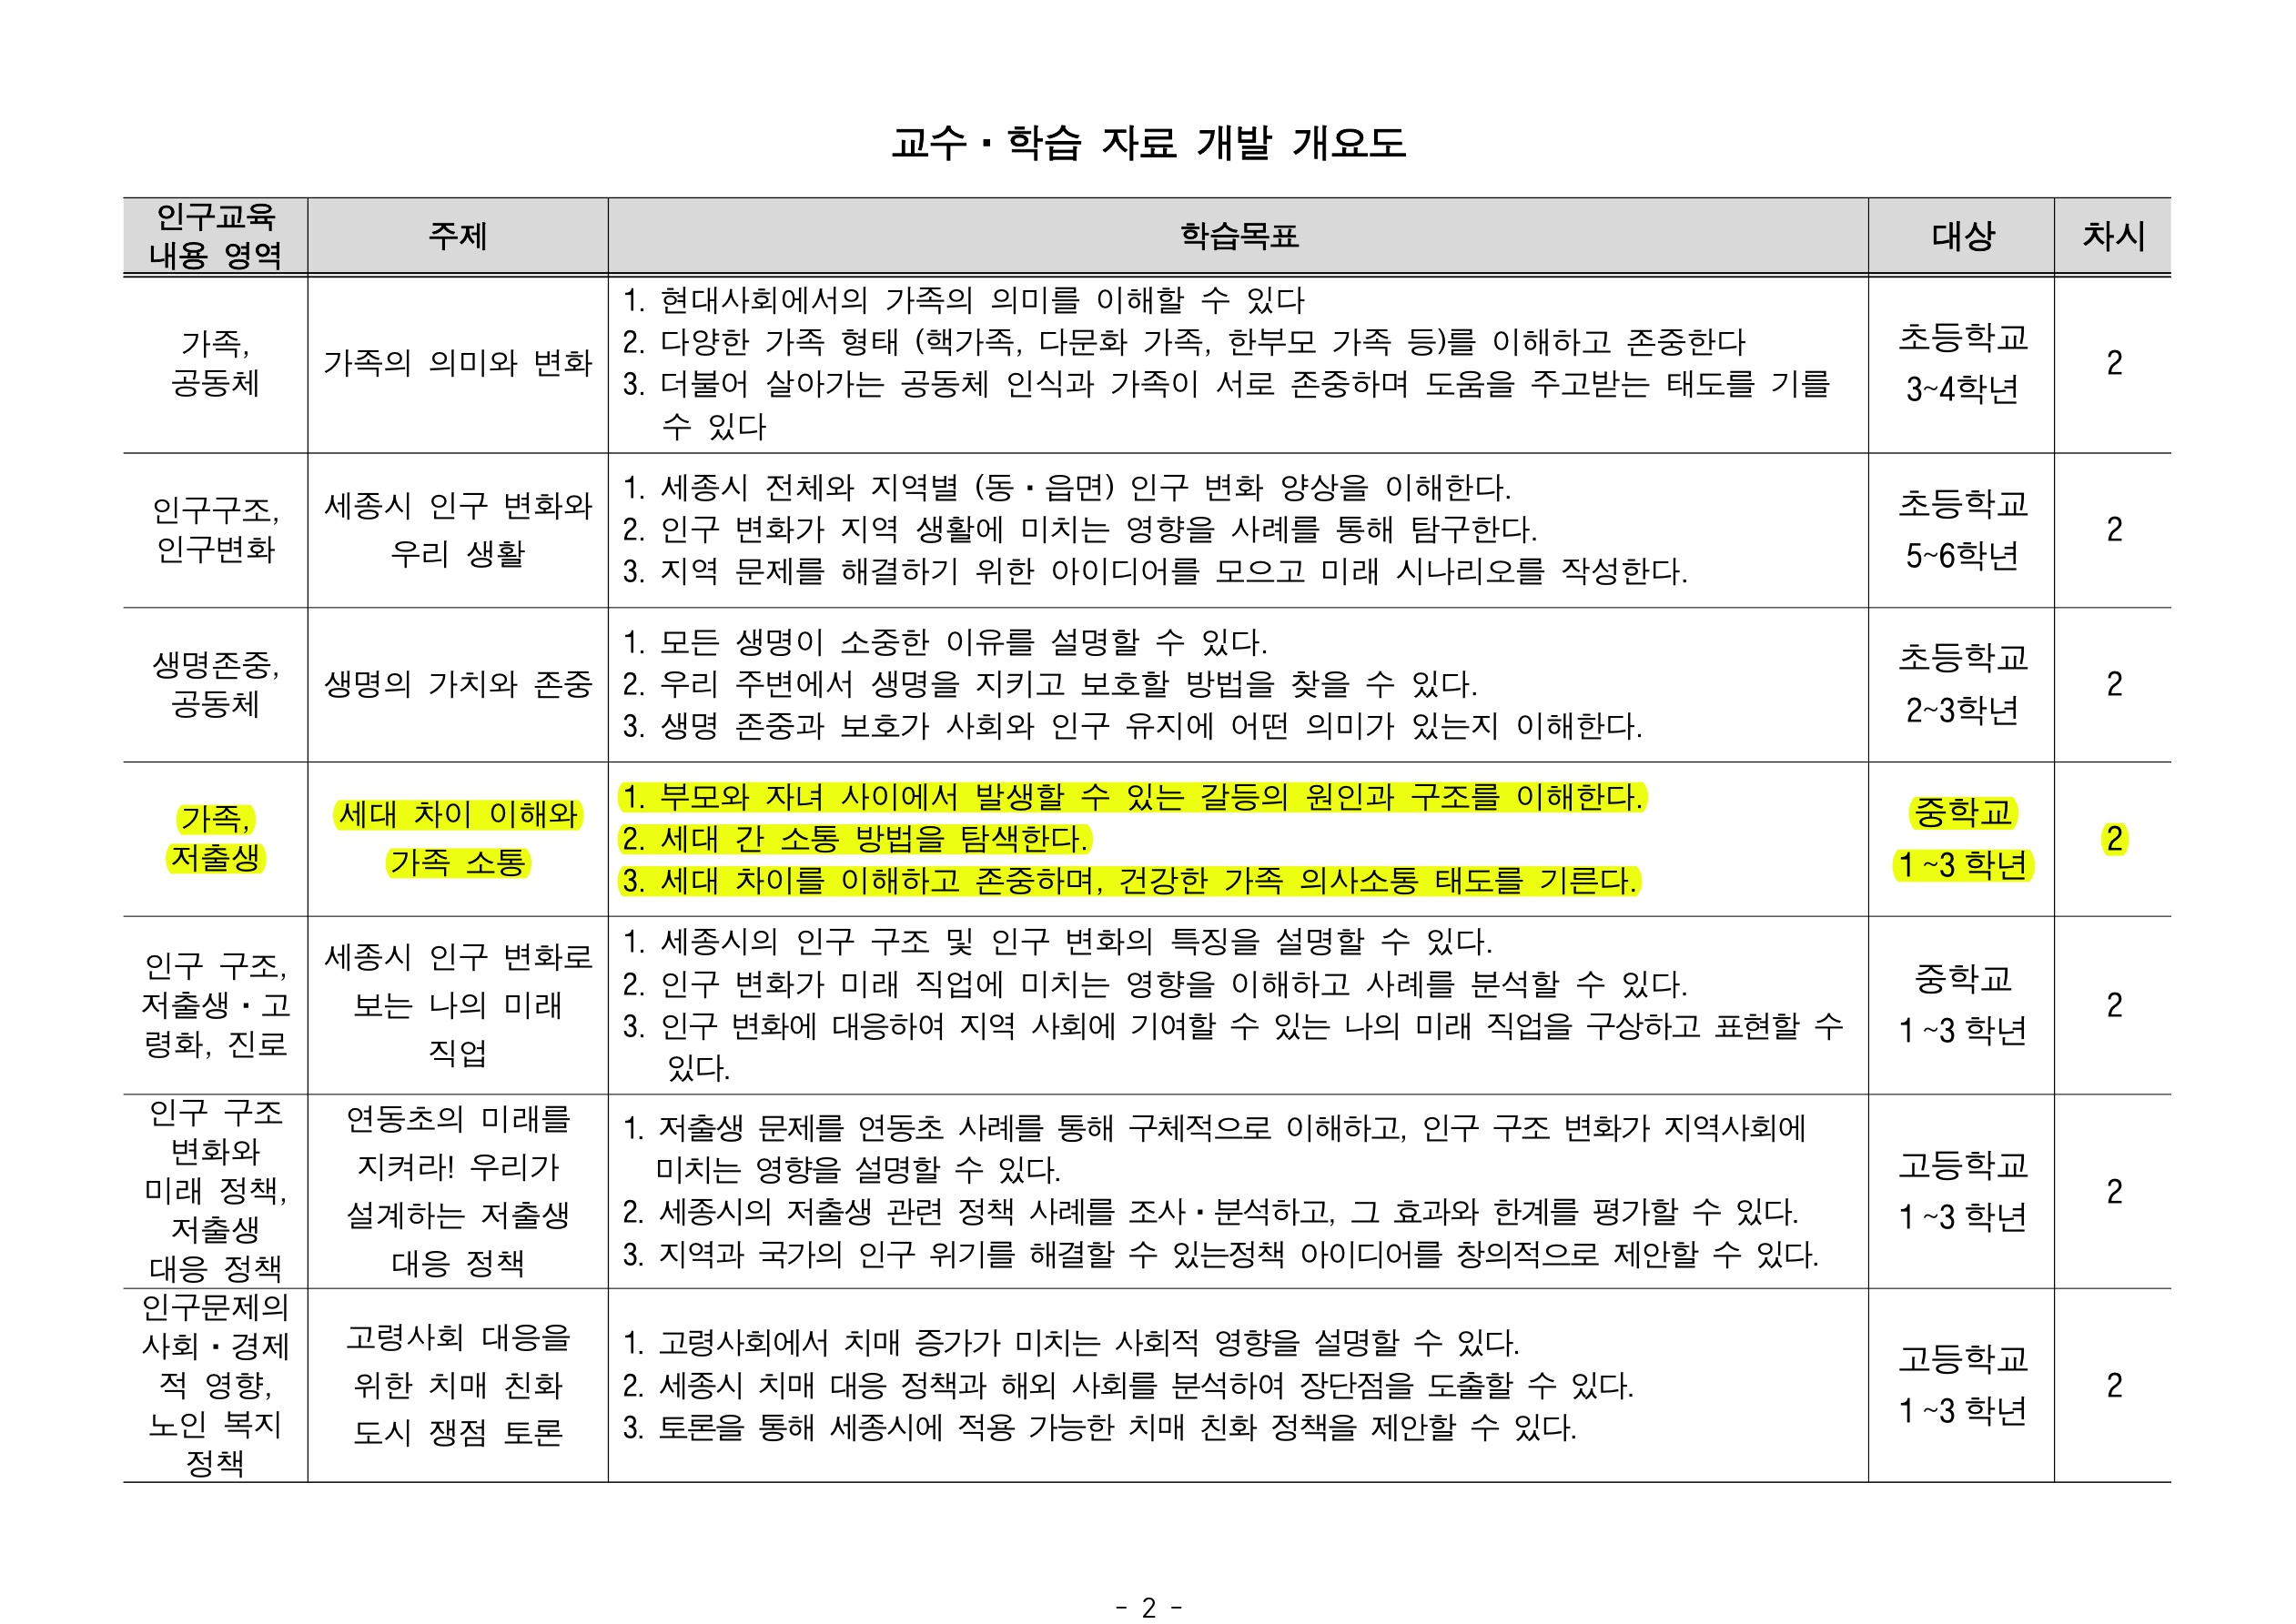 교수・학습 자료 개발 개요도
인구교육
내용 영역
주제
학습목표
대상
차시
가족,
공동체
가족의 의미와 변화
1. 현대사회에서의 가족의 의미를 이해할 수 있다
2. 다양한 가족 형태 (핵가족, 다문화 가족, 한부모 가족 등)를 이해하고 존중한다
3. 더불어 살아가는 공동체 인식과 가족이 서로 존중하며 도움을 주고받는 태도를 기를
수 있다
초등학교
3~4학년
2
인구구조,
인구변화
세종시 인구 변화와
우리 생활
1. 세종시 전체와 지역별 (동・읍면) 인구 변화 양상을 이해한다.
2. 인구 변화가 지역 생활에 미치는 영향을 사례를 통해 탐구한다.
3. 지역 문제를 해결하기 위한 아이디어를 모으고 미래 시나리오를 작성한다.
초등학교
5~6학년
2
생명존중,
공동체
생명의 가치와 존중
1. 모든 생명이 소중한 이유를 설명할 수 있다.
2. 우리 주변에서 생명을 지키고 보호할 방법을 찾을 수 있다.
3. 생명 존중과 보호가 사회와 인구 유지에 어떤 의미가 있는지 이해한다.
초등학교
2~3학년
2
가족,
저출생
세대 차이 이해와
가족 소통
1. 부모와 자녀 사이에서 발생할 수 있는 갈등의 원인과 구조를 이해한다.
2. 세대 간 소통 방법을 탐색한다.
3. 세대 차이를 이해하고 존중하며, 건강한 가족 의사소통 태도를 기른다.
중학교
1~3 학년
2
인구 구조,
저출생・고
령화, 진로
세종시 인구 변화로
보는 나의 미래
직업
1. 세종시의 인구 구조 및 인구 변화의 특징을 설명할 수 있다.
2. 인구 변화가 미래 직업에 미치는 영향을 이해하고 사례를 분석할 수 있다.
3. 인구 변화에 대응하여 지역 사회에 기여할 수 있는 나의 미래 직업을 구상하고 표현할 수
있다.
중학교
1~3 학년
2
인구 구조
변화와
미래 정책,
저출생
대응 정책
연동초의 미래를
지켜라! 우리가
설계하는 저출생
대응 정책
1. 저출생 문제를 연동초 사례를 통해 구체적으로 이해하고, 인구 구조 변화가 지역사회에
미치는 영향을 설명할 수 있다.
2. 세종시의 저출생 관련 정책 사례를 조사・분석하고, 그 효과와 한계를 평가할 수 있다.
3. 지역과 국가의 인구 위기를 해결할 수 있는정책 아이디어를 창의적으로 제안할 수 있다.
고등학교
1~3 학년
2
인구문제의
사회・경제
적 영향,
노인 복지
정책
고령사회 대응을
위한 치매 친화
도시 쟁점 토론
1. 고령사회에서 치매 증가가 미치는 사회적 영향을 설명할 수 있다.
2. 세종시 치매 대응 정책과 해외 사회를 분석하여 장단점을 도출할 수 있다.
3. 토론을 통해 세종시에 적용 가능한 치매 친화 정책을 제안할 수 있다.
고등학교
1~3 학년
2
- 2 -